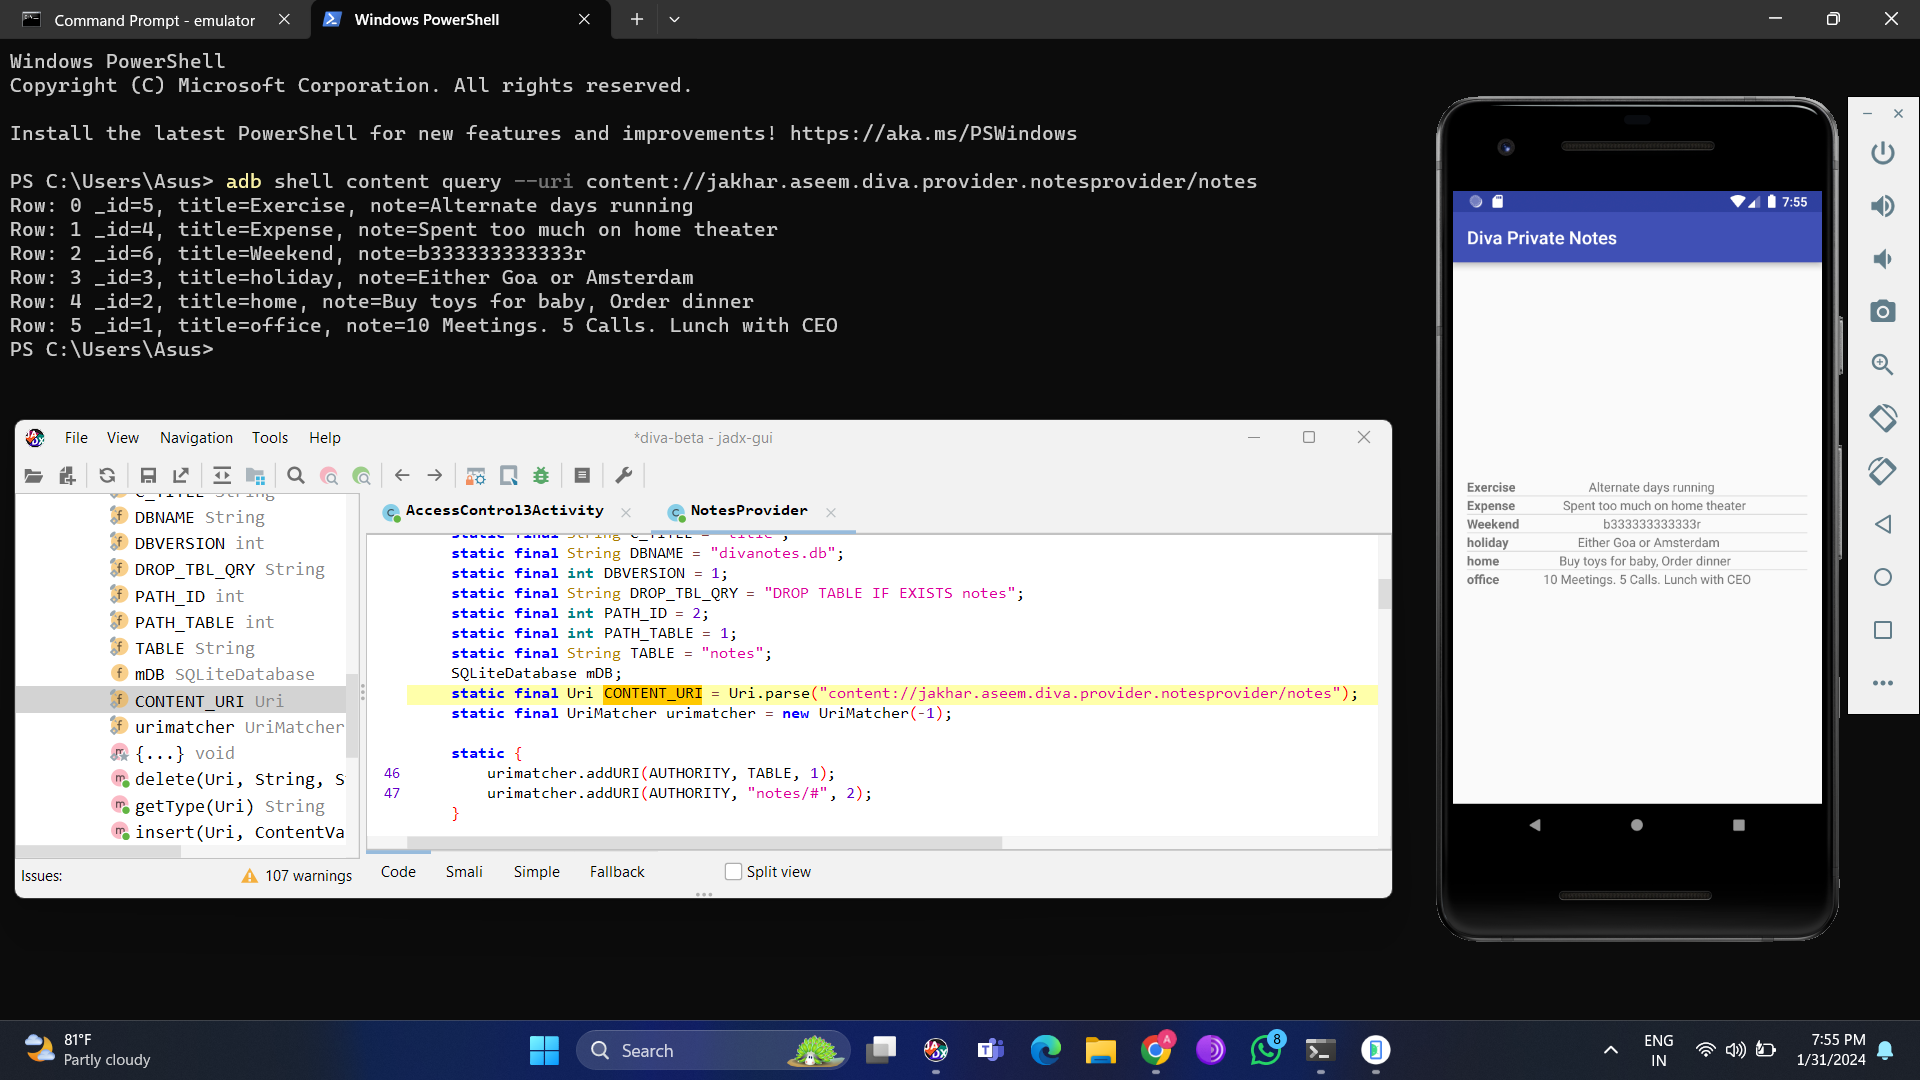 Command Prompt - emulator
Windows PowerShell
Windows PowerShell
Copyright (C) Microsoft Corporation. All rights reserved.
Install the latest PowerShell for new features and improvements! https://aka.ms/PSWindows
PS C:\Users\Asus> adb shell content query --uri content://jakhar.aseem.diva.provider.notesprovider/notes
Row: 0 _id=5, title=Exercise, note=Alternate days running
Row: 1 _id=4, title=Expense, note=Spent too much on home theater
Row: 2 _id=6, title=Weekend, note=b333333333333r
Row: 3 _id=3, title=holiday, note=Either Goa or Amsterdam
Row: 4 _id=2, title=home, note=Buy toys for baby, Order dinner
Row: 5 _id=1, title=office, note=10 Meetings. 5 Calls. Lunch with CEO
PS C:\Users\Asus>
File View Navigation Tools Help
*diva-beta - jadx-gui
C_TITLE String
DBNAME String
DBVERSION int
DROP_TBL_QRY String
PATH_ID int
PATH_TABLE int
TABLE String
mDB SQLiteDatabase
CONTENT_URI Uri
urimatcher UriMatcher
{...} void
delete(Uri, String, S
getType(Uri) String
insert(Uri, ContentVa
Issues:
107 warnings
AccessControl3Activity
NotesProvider
static final String C_TITLE = "title";
static final String DBNAME = "divanotes.db";
static final int DBVERSION = 1;
static final String DROP_TBL_QRY = "DROP TABLE IF EXISTS notes";
static final int PATH_ID = 2;
static final int PATH_TABLE = 1;
static final String TABLE = "notes";
SQLiteDatabase mDB;
static final Uri CONTENT_URI = Uri.parse("content://jakhar.aseem.diva.provider.notesprovider/notes");
static final UriMatcher urimatcher = new UriMatcher(-1);
static {
46 urimatcher.addURI(AUTHORITY, TABLE, 1);
47 urimatcher.addURI(AUTHORITY, "notes/#", 2);
}
Code Smali Simple Fallback Split view
7:55
Diva Private Notes
Exercise Alternate days running
Expense Spent too much on home theater
Weekend b333333333333r
holiday Either Goa or Amsterdam
home Buy toys for baby, Order dinner
office 10 Meetings. 5 Calls. Lunch with CEO
81°F
Partly cloudy
Search
A
8
ENG
IN
7:55 PM
1/31/2024